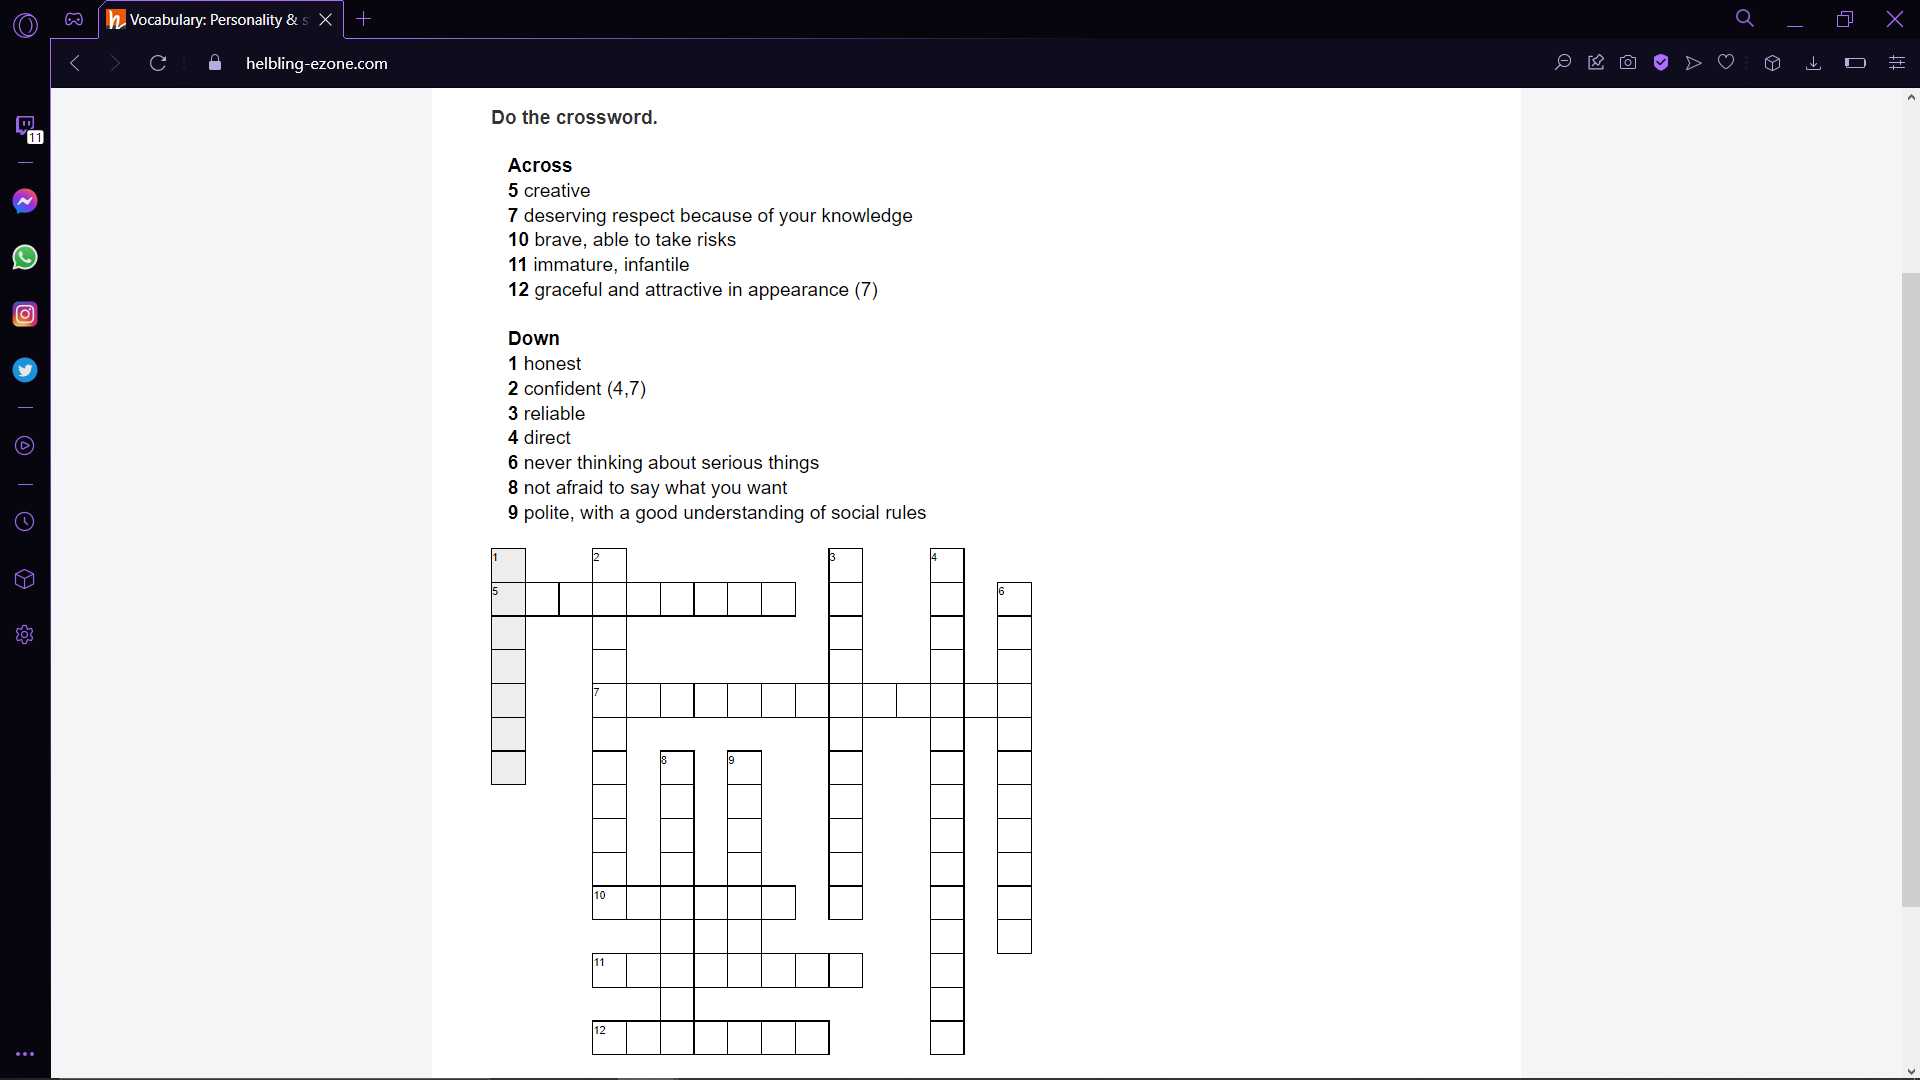 Vocabulary: Personality & s
helbling-ezone.com
11
Do the crossword.
Across
5 creative
7 deserving respect because of your knowledge
10 brave, able to take risks
11 immature, infantile
12 graceful and attractive in appearance (7)
Down
1 honest
2 confident (4,7)
3 reliable
4 direct
6 never thinking about serious things
8 not afraid to say what you want
9 polite, with a good understanding of social rules
1 2 3 4
5 6
7
8 9
10
11
12